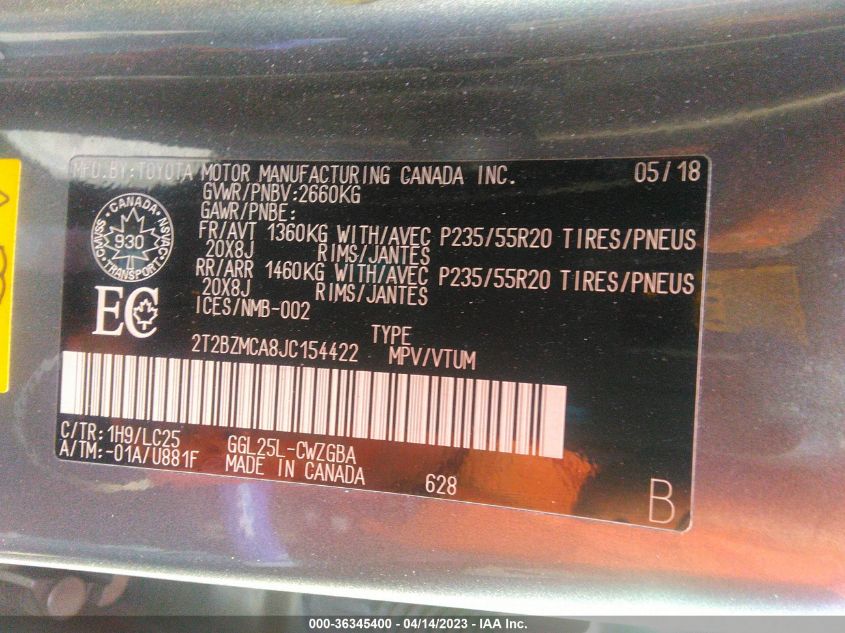 MFD.BY:TOYOTA MOTOR MANUFACTURING CANADA INC. 05/18
GVWR/PNBV:2660KG
GAWR/PNBE:
FR/AVT 1360KG WITH/AVEC P235/55R20 TIRES/PNEUS
20X8J RIMS/JANTES
RR/ARR 1460KG WITH/AVEC P235/55R20 TIRES/PNEUS
20X8J RIMS/JANTES
ICES/NMB-002
CANADA
CMVSS 930 NSVAC
TRANSPORT
EC
TYPE
2T2BZMCA8JC154422 MPV/VTUM
C/TR:1H9/LC25 GGL25L-CWZGBA
A/TM:-01A/U881F MADE IN CANADA 628
B
000-36345400 - 04/14/2023 - IAA Inc.